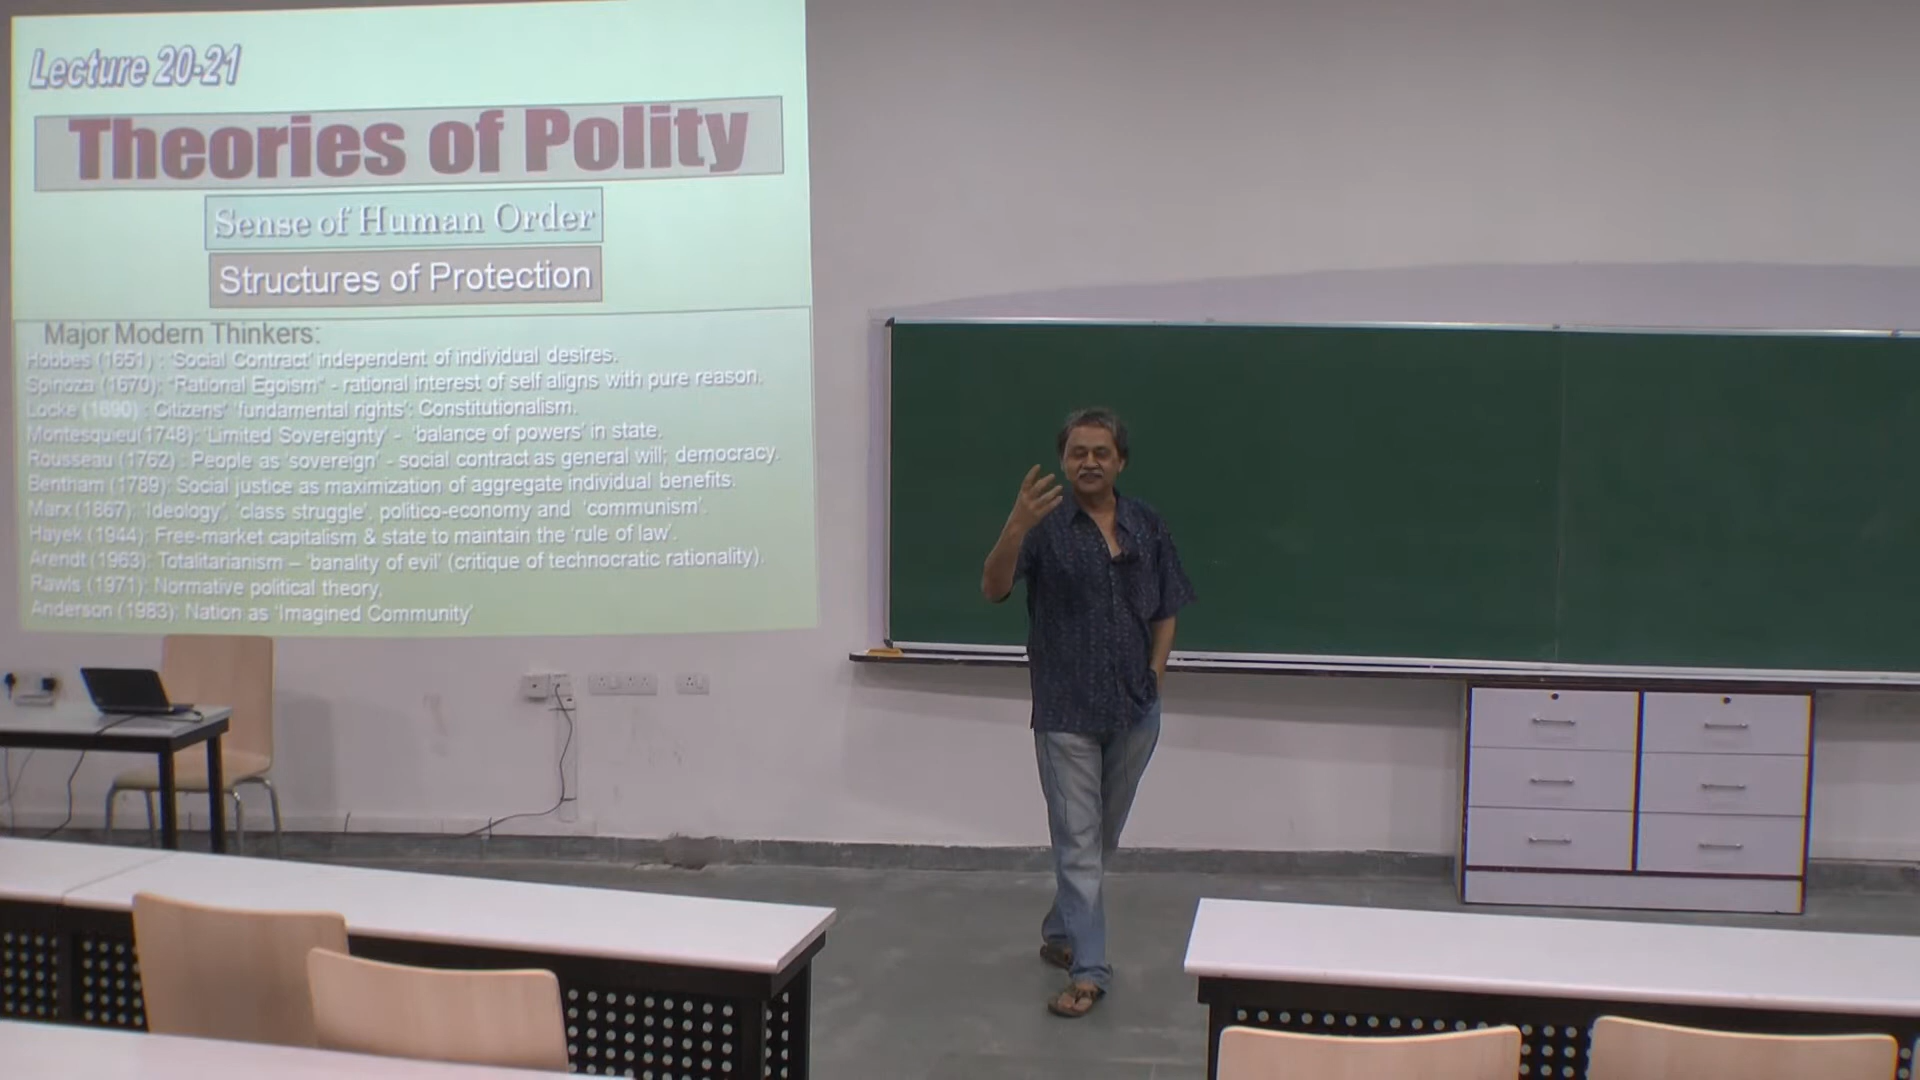 Lecture 20-21
Theories of Polity
Sense of Human Order
Structures of Protection
Major Modern Thinkers:
Hobbes (1651) : 'Social Contract' independent of individual desires.
Spinoza (1670): "Rational Egoism" - rational interest of self aligns with pure reason.
Locke (1690) : Citizens' 'fundamental rights': Constitutionalism.
Montesquieu(1748): 'Limited Sovereignty' - 'balance of powers' in state.
Rousseau (1762) : People as 'sovereign' - social contract as general will; democracy.
Bentham (1789): Social justice as maximization of aggregate individual benefits.
Marx (1867): 'Ideology', 'class struggle', politico-economy and 'communism'.
Hayek (1944): Free-market capitalism & state to maintain the 'rule of law'.
Arendt (1963): Totalitarianism – 'banality of evil' (critique of technocratic rationality).
Rawls (1971): Normative political theory,
Anderson (1983): Nation as 'Imagined Community'